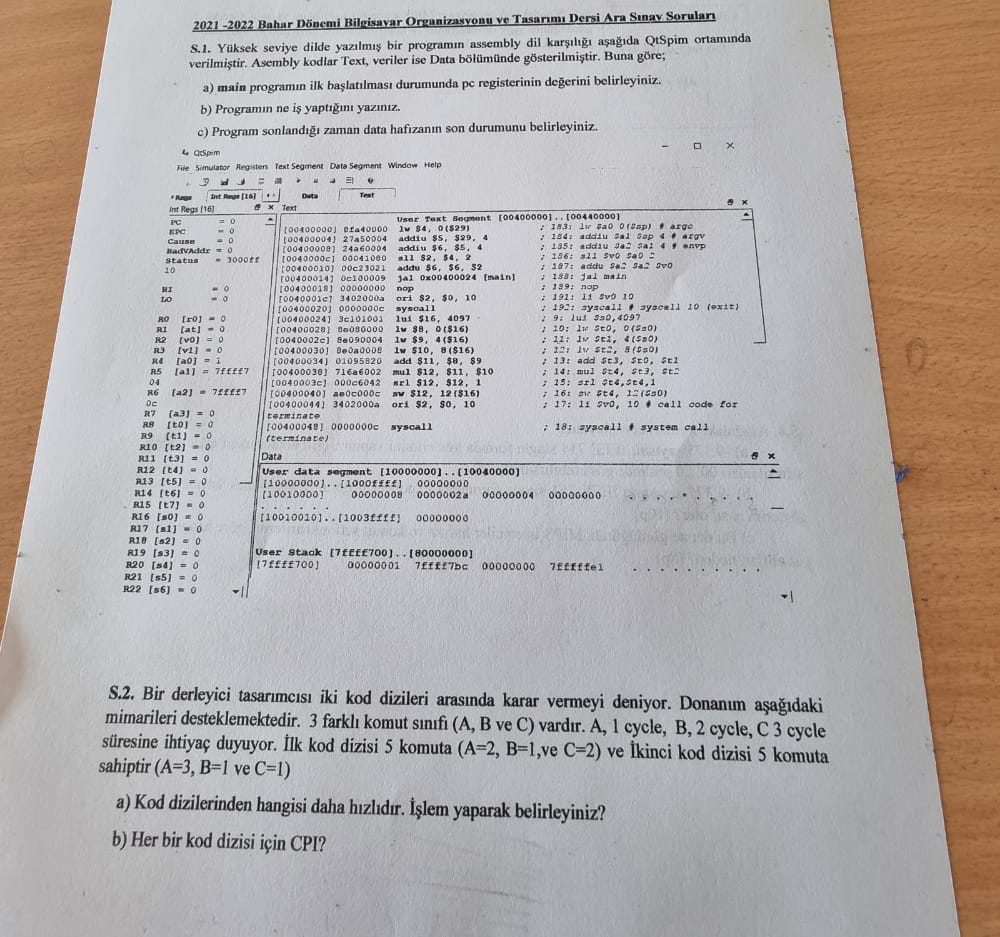 2021 -2022 Bahar Dönemi Bilgisayar Organizasyonu ve Tasarımı Dersi Ara Sınav Soruları
S.1. Yüksek seviye dilde yazılmış bir programın assembly dil karşılığı aşağıda QtSpim ortamında
verilmiştir. Asembly kodlar Text, veriler ise Data bölümünde gösterilmiştir. Buna göre;
a) main programın ilk başlatılması durumunda pc registerinin değerini belirleyiniz.
b) Programın ne iş yaptığını yazınız.
c) Program sonlandığı zaman data hafızanın son durumunu belirleyiniz.
QtSpim
File Simulator Registers Text Segment Data Segment Window Help
Regs Int Regs [16] Data Text
Int Regs [16]
PC = 0
EPC = 0
Cause = 0
BadVAddr = 0
Status = 3000ff
10
HI = 0
LO = 0
R0 [r0] = 0
R1 [at] = 0
R2 [v0] = 0
R3 [v1] = 0
R4 [a0] = 1
R5 [a1] = 7ffff7
04
R6 [a2] = 7ffff7
0c
R7 [a3] = 0
R8 [t0] = 0
R9 [t1] = 0
R10 [t2] = 0
R11 [t3] = 0
R12 [t4] = 0
R13 [t5] = 0
R14 [t6] = 0
R15 [t7] = 0
R16 [s0] = 0
R17 [s1] = 0
R18 [s2] = 0
R19 [s3] = 0
R20 [s4] = 0
R21 [s5] = 0
R22 [s6] = 0
Text
User Text Segment [00400000]..[00440000]
[00400000] 8fa40000 lw $4, 0($29) ; 183: lw $a0 0($sp) # argc
[00400004] 27a50004 addiu $5, $29, 4 ; 184: addiu $a1 $sp 4 # argv
[00400008] 24a60004 addiu $6, $5, 4 ; 185: addiu $a2 $a1 4 # envp
[0040000c] 00041080 sll $2, $4, 2 ; 186: sll $v0 $a0 2
[00400010] 00c23021 addu $6, $6, $2 ; 187: addu $a2 $a2 $v0
[00400014] 0c100009 jal 0x00400024 [main] ; 188: jal main
[00400018] 00000000 nop ; 189: nop
[0040001c] 3402000a ori $2, $0, 10 ; 191: li $v0 10
[00400020] 0000000c syscall ; 192: syscall # syscall 10 (exit)
[00400024] 3c101001 lui $16, 4097 ; 9: lui $s0,4097
[00400028] 8e080000 lw $8, 0($16) ; 10: lw $t0, 0($s0)
[0040002c] 8e090004 lw $9, 4($16) ; 11: lw $t1, 4($s0)
[00400030] 8e0a0008 lw $10, 8($16) ; 12: lw $t2, 8($s0)
[00400034] 01095820 add $11, $8, $9 ; 13: add $t3, $t0, $t1
[00400038] 716a6002 mul $12, $11, $10 ; 14: mul $t4, $t3, $t2
[0040003c] 000c6042 srl $12, $12, 1 ; 15: srl $t4,$t4,1
[00400040] ae0c000c sw $12, 12($16) ; 16: sw $t4, 12($s0)
[00400044] 3402000a ori $2, $0, 10 ; 17: li $v0, 10 # call code for
terminate
[00400048] 0000000c syscall ; 18: syscall # system call
(terminate)
Data
User data segment [10000000]..[10040000]
[10000000]..[1000ffff] 00000000
[10010000] 00000008 0000002a 00000004 00000000 . . . . . . . . . .
[10010010]..[1003ffff] 00000000
User Stack [7ffff700]..[80000000]
[7ffff700] 00000001 7ffff7bc 00000000 7fffffe1 . . . . . . . . . .
S.2. Bir derleyici tasarımcısı iki kod dizileri arasında karar vermeyi deniyor. Donanım aşağıdaki
mimarileri desteklemektedir. 3 farklı komut sınıfı (A, B ve C) vardır. A, 1 cycle, B, 2 cycle, C 3 cycle
süresine ihtiyaç duyuyor. İlk kod dizisi 5 komuta (A=2, B=1,ve C=2) ve İkinci kod dizisi 5 komuta
sahiptir (A=3, B=1 ve C=1)
a) Kod dizilerinden hangisi daha hızlıdır. İşlem yaparak belirleyiniz?
b) Her bir kod dizisi için CPI?